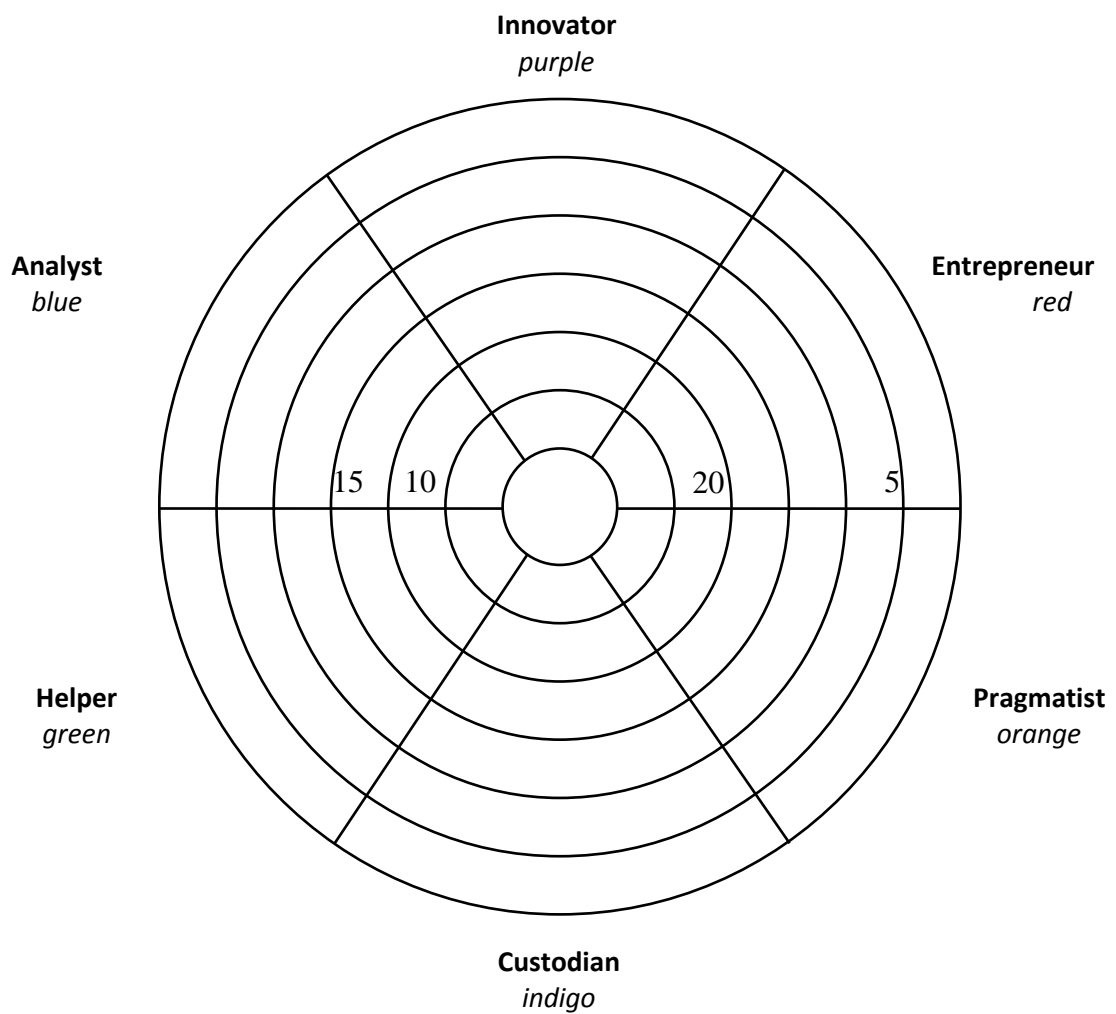 Innovator
purple
Analyst
blue
Entrepreneur
red
15 10 20 5
Helper
green
Pragmatist
orange
Custodian
indigo